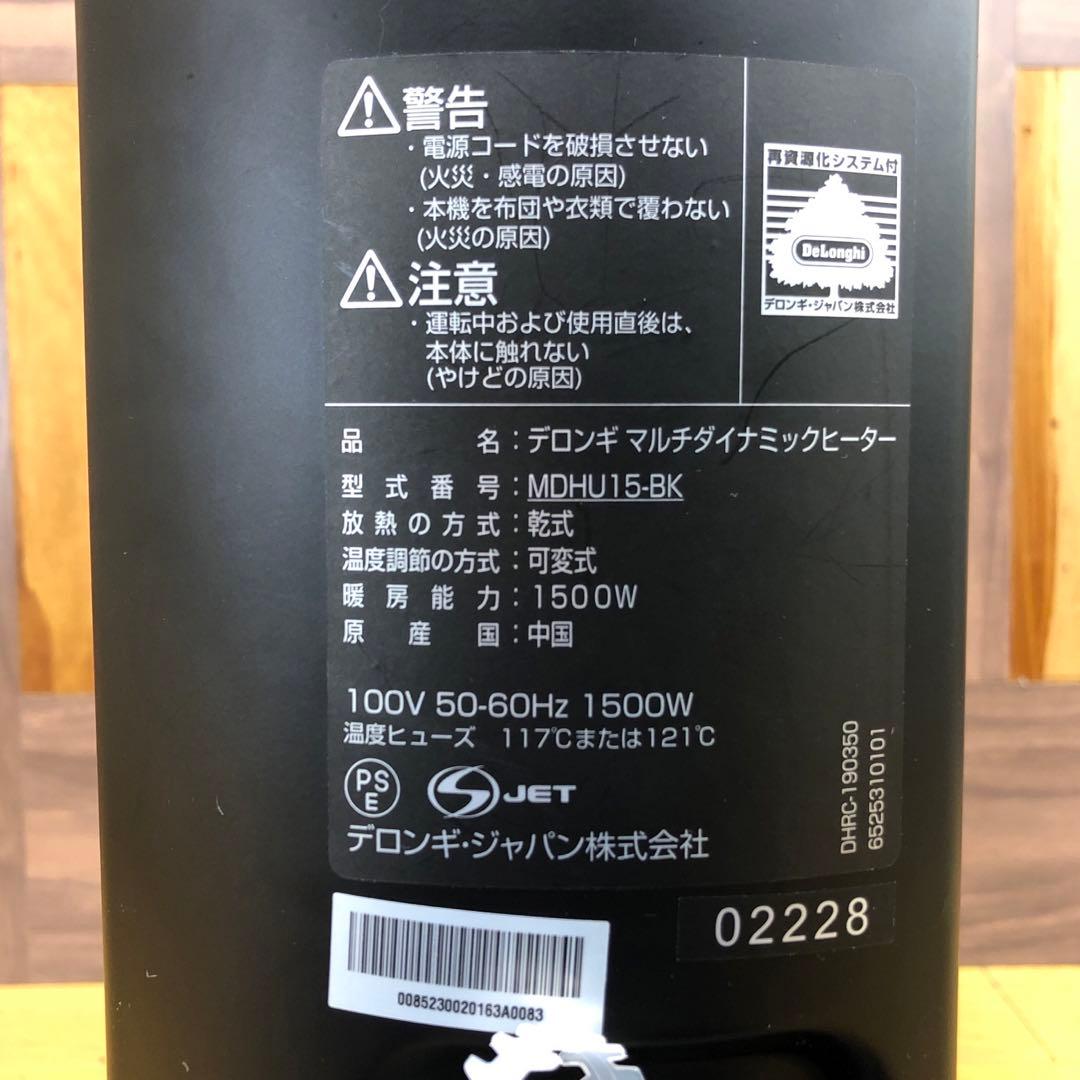 警告
・電源コードを破損させない
(火災・感電の原因)
・本機を布団や衣類で覆わない
(火災の原因)
注意
・運転中および使用直後は、
本体に触れない
(やけどの原因)
再資源化システム付
DeLonghi
デロンギ・ジャパン株式会社
品名：デロンギ マルチダイナミックヒーター
型式番号：MDHU15-BK
放熱の方式：乾式
温度調節の方式：可変式
暖房能力：1500W
原産国：中国
100V 50-60Hz 1500W
温度ヒューズ 117℃または121℃
PS
E
S JET
デロンギ・ジャパン株式会社
DHRC-190350
6525310101
02228
0085230020163A0083